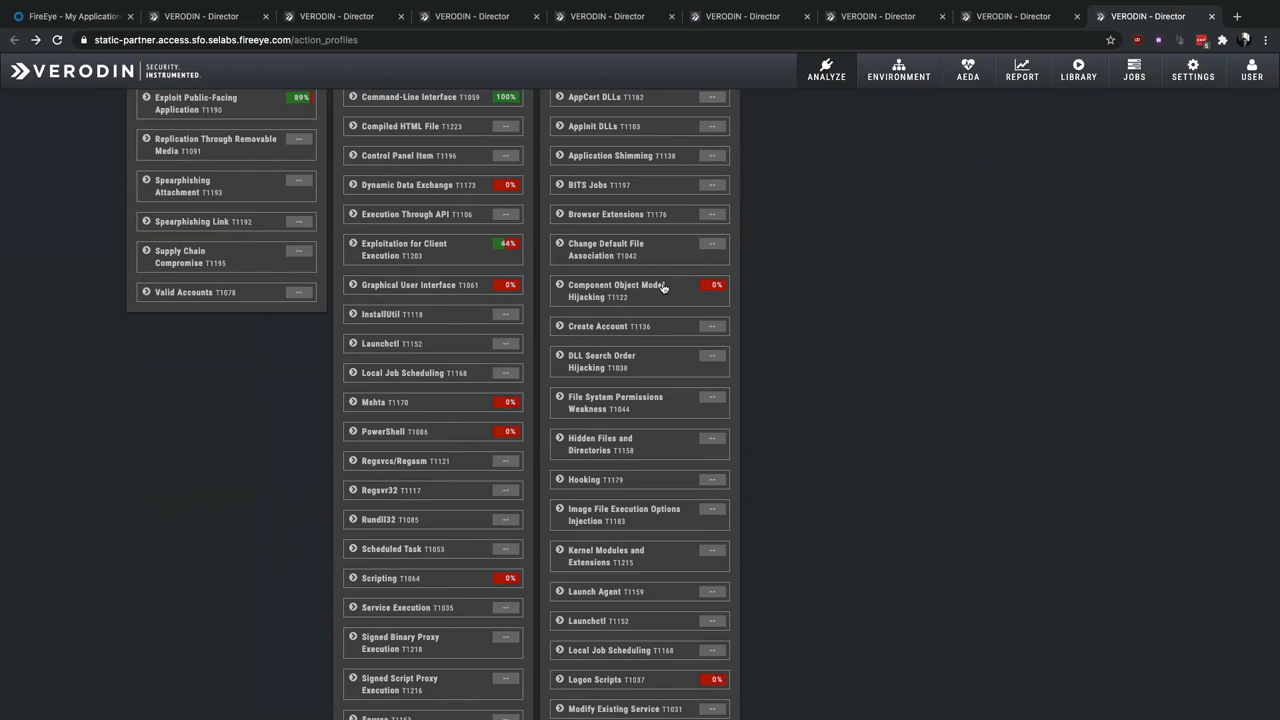 FireEye - My Application
VERODIN - Director
VERODIN - Director
VERODIN - Director
VERODIN - Director
VERODIN - Director
VERODIN - Director
VERODIN - Director
VERODIN - Director
static-partner.access.sfo.selabs.fireeye.com/action_profiles
VERODIN
SECURITY.
INSTRUMENTED.
ANALYZE
ENVIRONMENT
AEDA
REPORT
LIBRARY
JOBS
SETTINGS
USER
Exploit Public-Facing 89%
Application T1190
Replication Through Removable --
Media T1091
Spearphishing --
Attachment T1193
Spearphishing Link T1192 --
Supply Chain --
Compromise T1195
Valid Accounts T1078 --
Command-Line Interface T1059 100%
Compiled HTML File T1223 --
Control Panel Item T1196 --
Dynamic Data Exchange T1173 0%
Execution Through API T1106 --
Exploitation for Client 44%
Execution T1203
Graphical User Interface T1061 0%
InstallUtil T1118 --
Launchctl T1152 --
Local Job Scheduling T1168 --
Mshta T1170 0%
PowerShell T1086 0%
Regsvcs/Regasm T1121 --
Regsvr32 T1117 --
Rundll32 T1085 --
Scheduled Task T1053 --
Scripting T1064 0%
Service Execution T1035 --
Signed Binary Proxy --
Execution T1218
Signed Script Proxy --
Execution T1216
Source T1153 --
AppCert DLLs T1182 --
AppInit DLLs T1103 --
Application Shimming T1138 --
BITS Jobs T1197 --
Browser Extensions T1176 --
Change Default File --
Association T1042
Component Object Model 0%
Hijacking T1122
Create Account T1136 --
DLL Search Order --
Hijacking T1038
File System Permissions --
Weakness T1044
Hidden Files and --
Directories T1158
Hooking T1179 --
Image File Execution Options --
Injection T1183
Kernel Modules and --
Extensions T1215
Launch Agent T1159 --
Launchctl T1152 --
Local Job Scheduling T1168 --
Logon Scripts T1037 0%
Modify Existing Service T1031 --